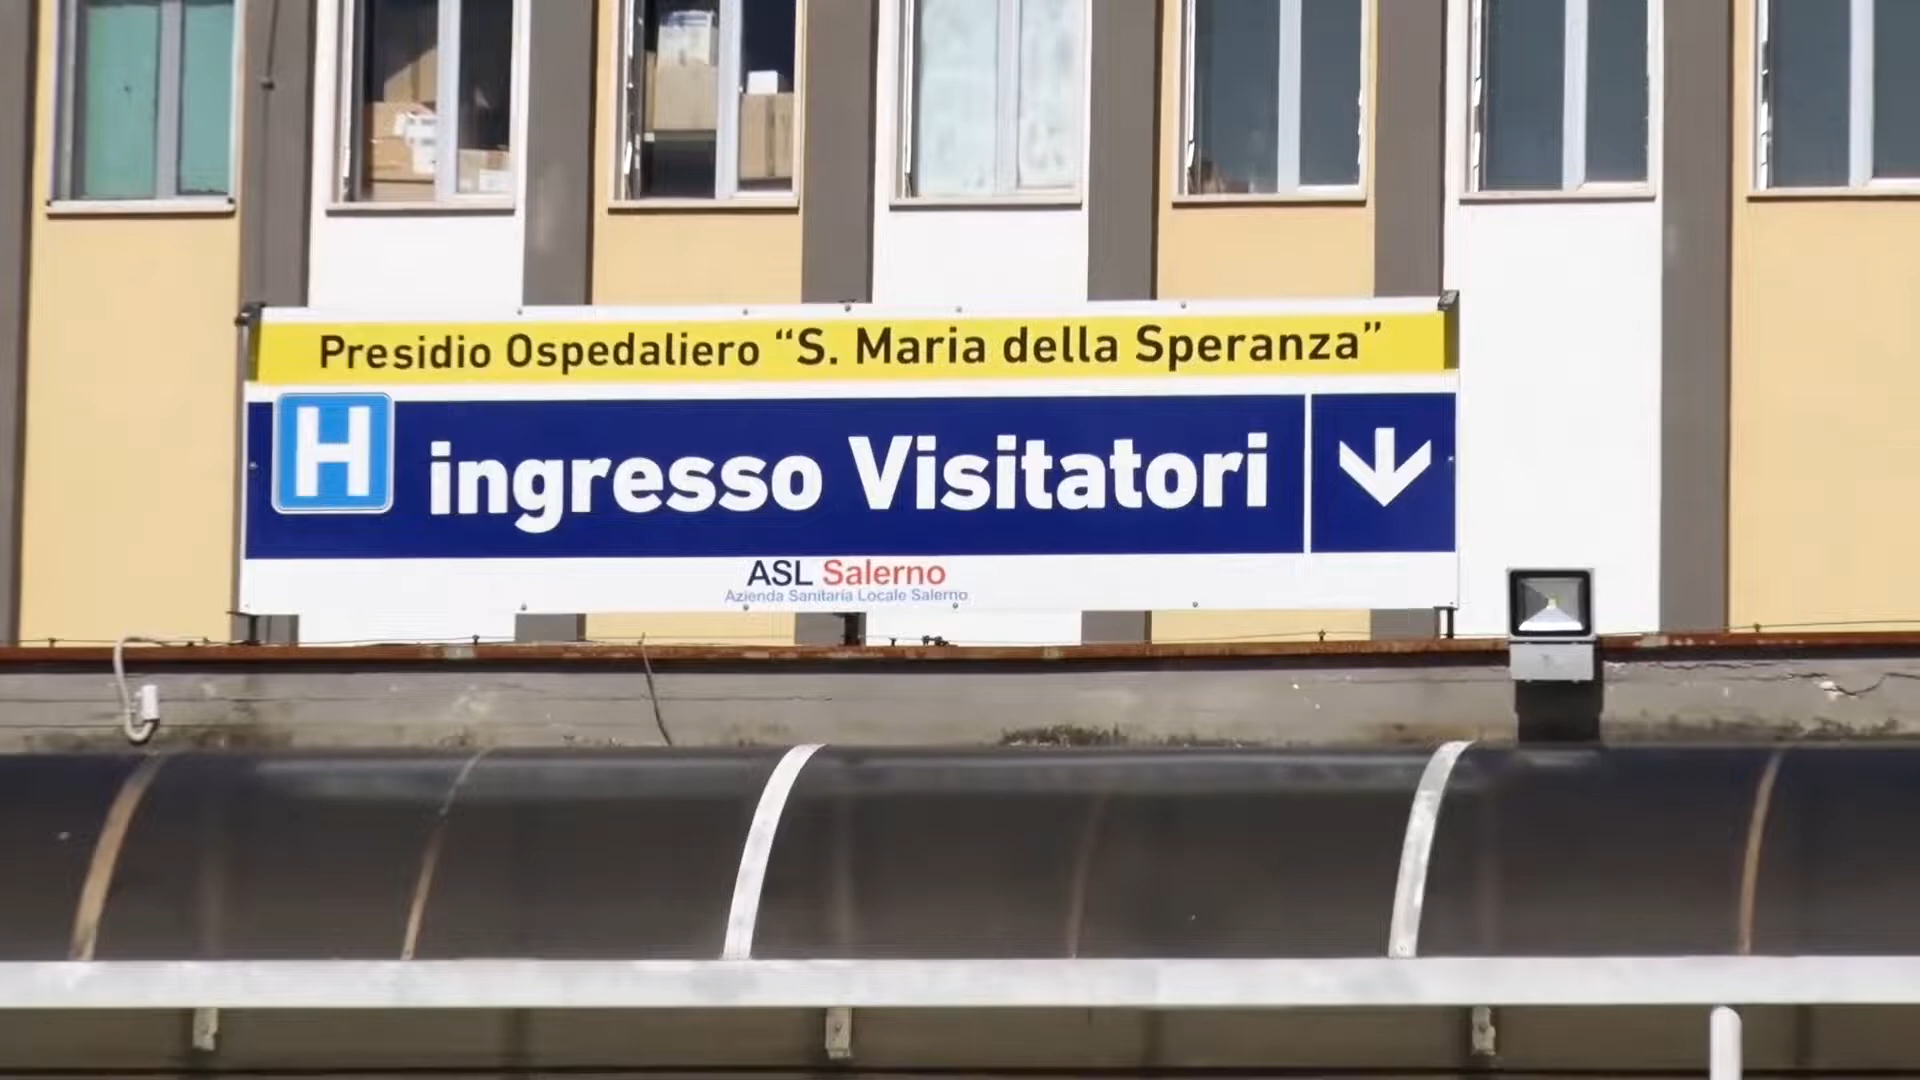 Presidio Ospedaliero “S. Maria della Speranza”
H ingresso Visitatori
ASL Salerno
Azienda Sanitaria Locale Salerno